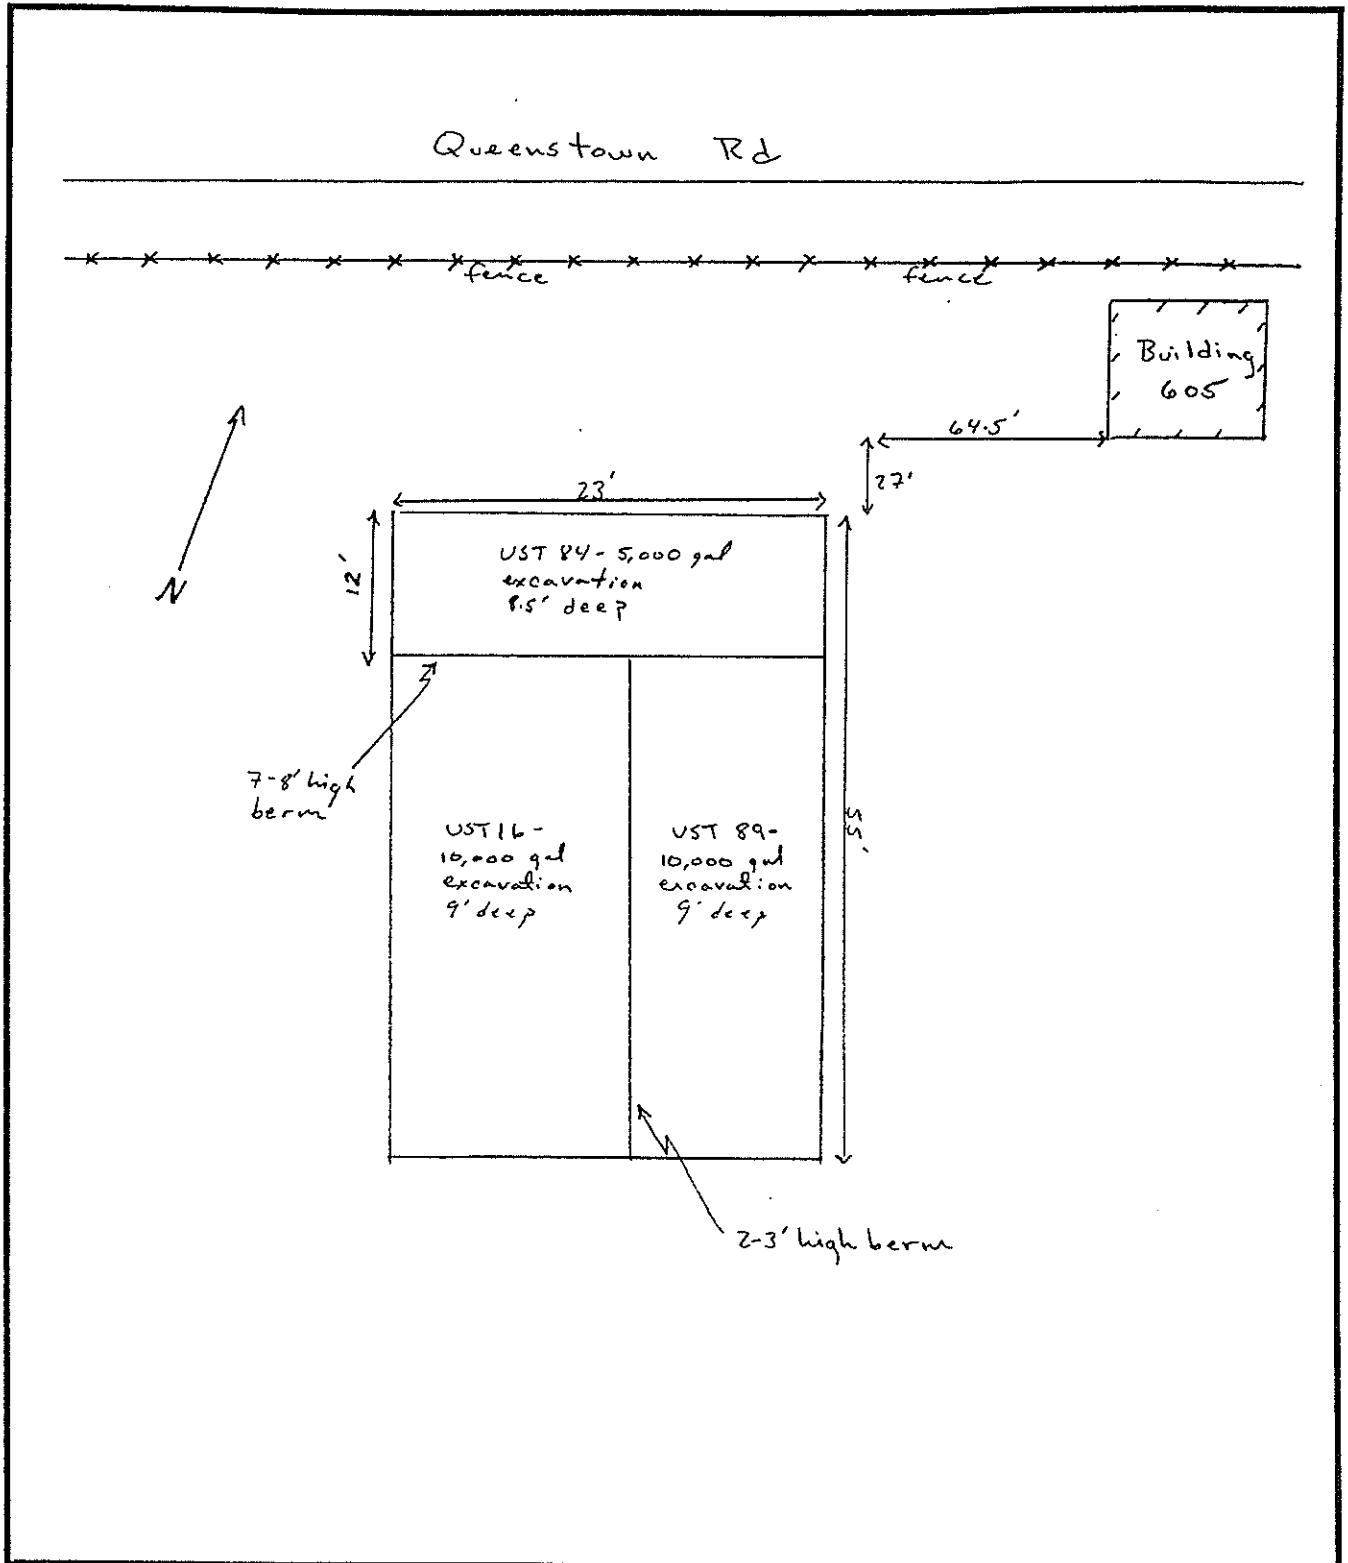 Queenstown Rd
fence
fence
Building
605
64.5'
27'
N
23'
12'
UST 84 - 5,000 gal
excavation
8.5' deep
55'
7-8' high
berm
UST 16 -
10,000 gal
excavation
9' deep
UST 89-
10,000 gal
excavation
9' deep
2-3' high berm